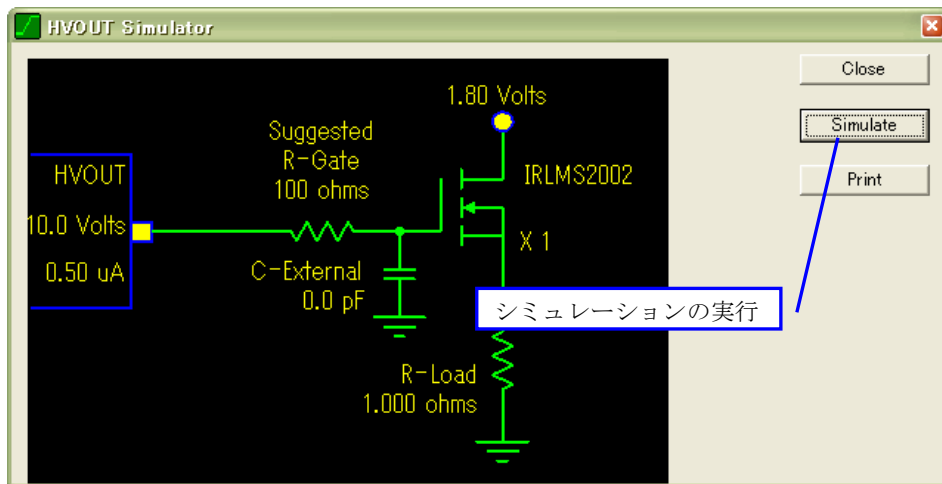 HVOUT Simulator
Close
Simulate
Print
1.80 Volts
Suggested
R-Gate
100 ohms
HVOUT
10.0 Volts
0.50 uA
IRLMS2002
X 1
C-External
0.0 pF
シミュレーションの実行
R-Load
1.000 ohms